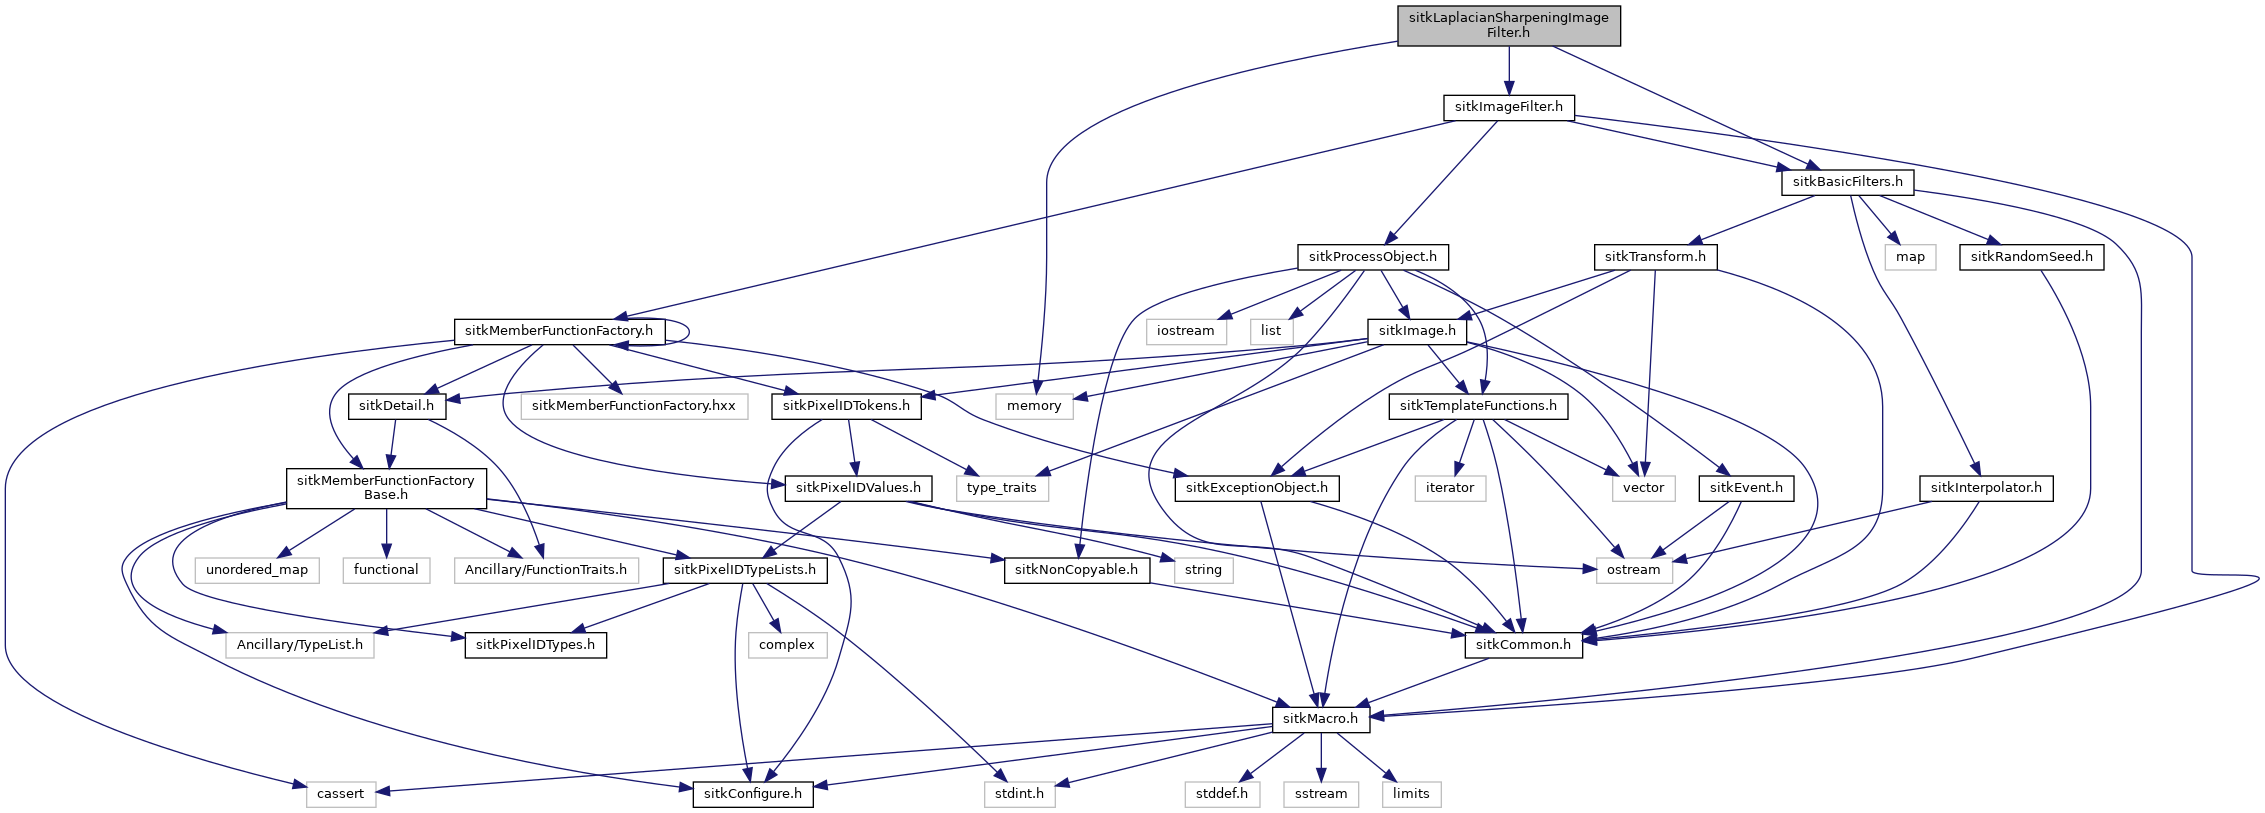 sitkLaplacianSharpeningImage
Filter.h
sitkImageFilter.h
sitkBasicFilters.h
sitkProcessObject.h
sitkTransform.h
map
sitkRandomSeed.h
sitkMemberFunctionFactory.h
iostream
list
sitkImage.h
sitkDetail.h
sitkMemberFunctionFactory.hxx
sitkPixelIDTokens.h
memory
sitkTemplateFunctions.h
sitkMemberFunctionFactory
Base.h
sitkPixelIDValues.h
type_traits
sitkExceptionObject.h
iterator
vector
sitkEvent.h
sitkInterpolator.h
unordered_map
functional
Ancillary/FunctionTraits.h
sitkPixelIDTypeLists.h
sitkNonCopyable.h
string
ostream
Ancillary/TypeList.h
sitkPixelIDTypes.h
complex
sitkCommon.h
sitkMacro.h
cassert
sitkConfigure.h
stdint.h
stddef.h
sstream
limits